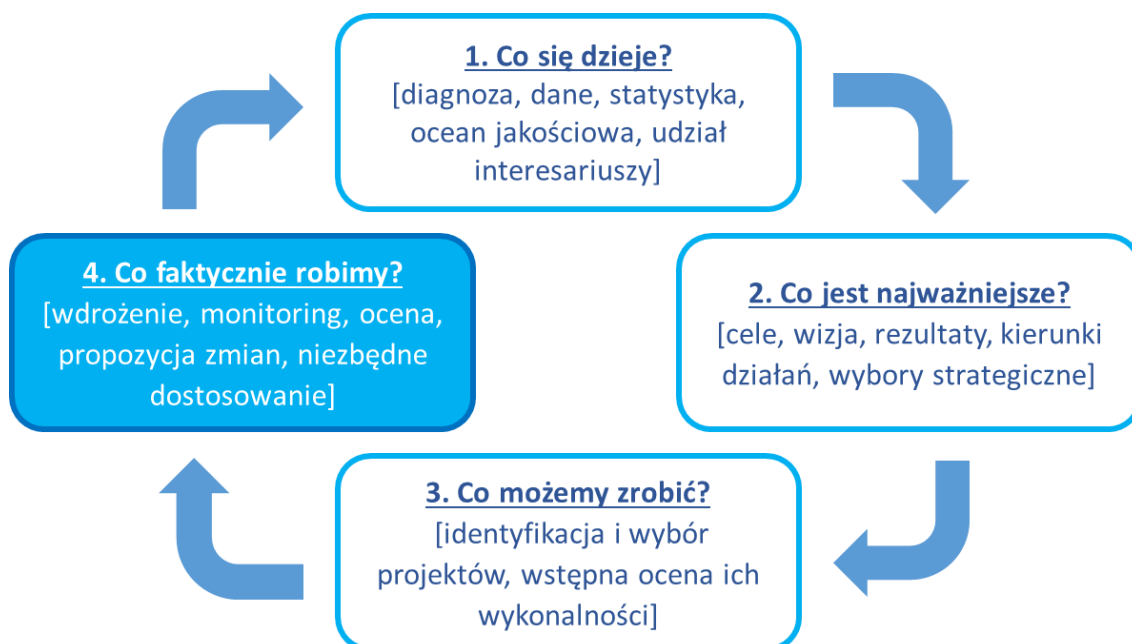 1. Co się dzieje?
[diagnoza, dane, statystyka,
ocean jakościowa, udział
interesariuszy]
2. Co jest najważniejsze?
[cele, wizja, rezultaty, kierunki
działań, wybory strategiczne]
3. Co możemy zrobić?
[identyfikacja i wybór
projektów, wstępna ocena ich
wykonalności]
4. Co faktycznie robimy?
[wdrożenie, monitoring, ocena,
propozycja zmian, niezbędne
dostosowanie]